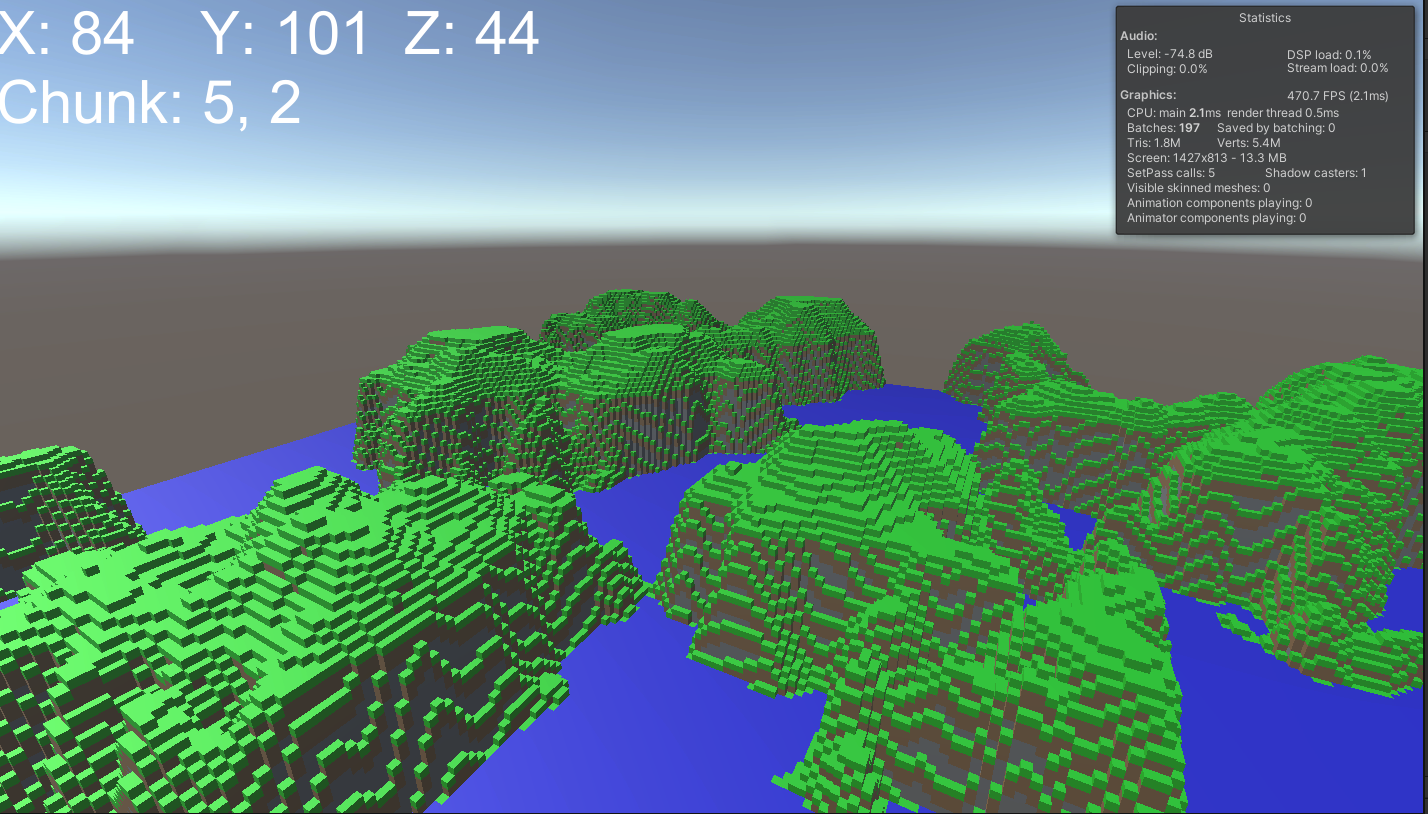 X: 84 Y: 101 Z: 44
Chunk: 5, 2
Statistics
Audio:
Level: -74.8 dB DSP load: 0.1%
Clipping: 0.0% Stream load: 0.0%
Graphics: 470.7 FPS (2.1ms)
CPU: main 2.1ms render thread 0.5ms
Batches: 197 Saved by batching: 0
Tris: 1.8M Verts: 5.4M
Screen: 1427x813 - 13.3 MB
SetPass calls: 5 Shadow casters: 1
Visible skinned meshes: 0
Animation components playing: 0
Animator components playing: 0